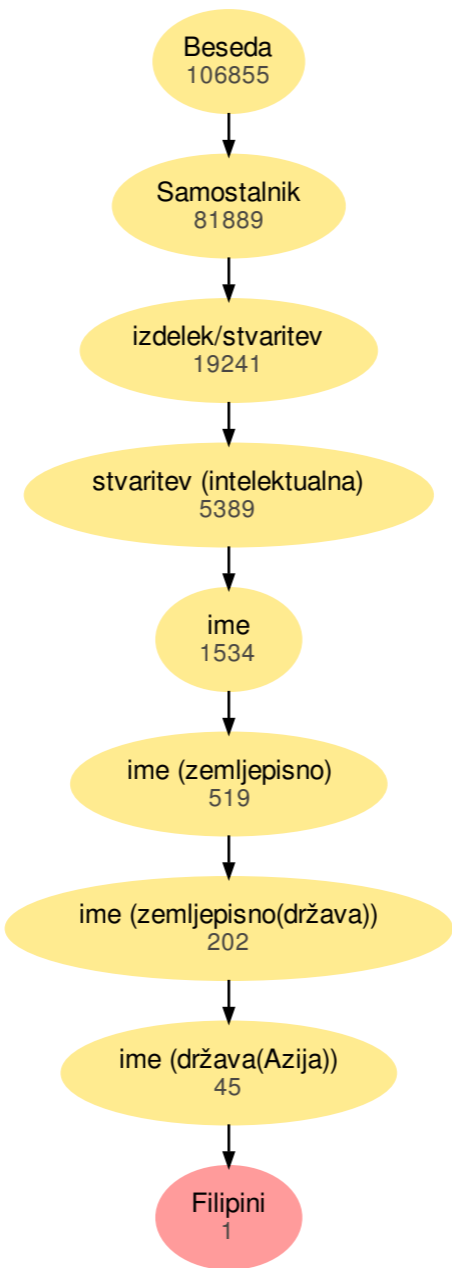 Beseda
106855
Samostalnik
81889
izdelek/stvaritev
19241
stvaritev (intelektualna)
5389
ime
1534
ime (zemljepisno)
519
ime (zemljepisno(država))
202
ime (država(Azija))
45
Filipini
1